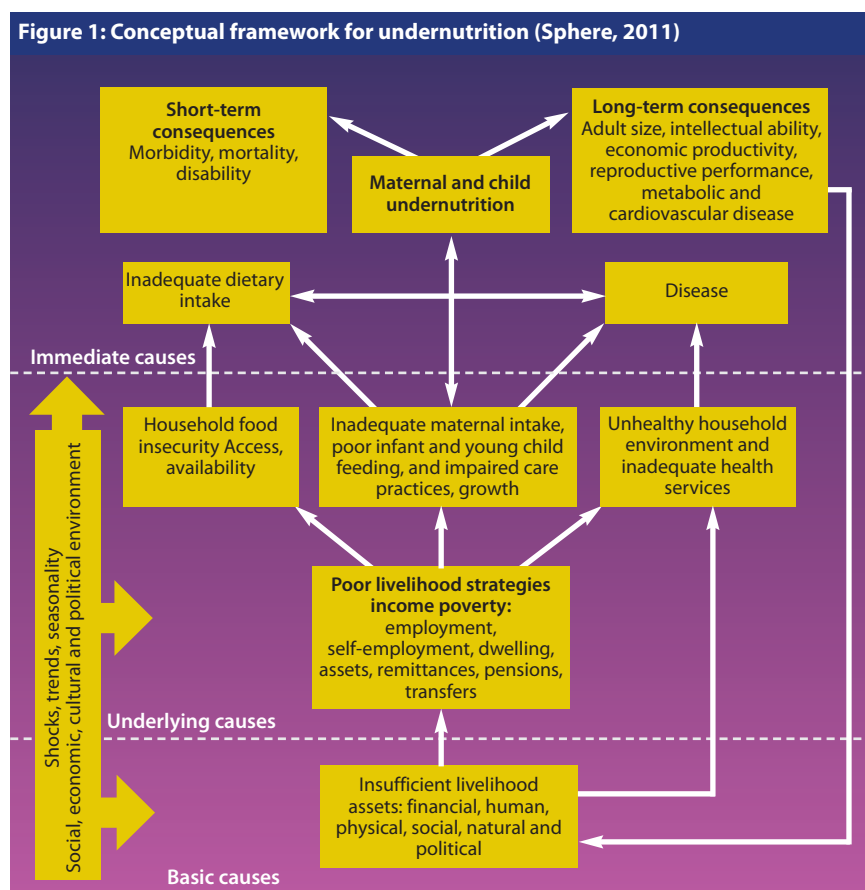 Figure 1: Conceptual framework for undernutrition (Sphere, 2011)
Short-term
consequences
Morbidity, mortality,
disability
Long-term consequences
Adult size, intellectual ability,
economic productivity,
reproductive performance,
metabolic and
cardiovascular disease
Maternal and child
undernutrition
Inadequate dietary
intake
Disease
Immediate causes
Household food
insecurity Access,
availability
Inadequate maternal intake,
poor infant and young child
feeding, and impaired care
practices, growth
Unhealthy household
environment and
inadequate health
services
Shocks, trends, seasonality
Social, economic, cultural and political environment
Poor livelihood strategies
income poverty:
employment,
self-employment, dwelling,
assets, remittances, pensions,
transfers
Underlying causes
Insufficient livelihood
assets: financial, human,
physical, social, natural and
political
Basic causes